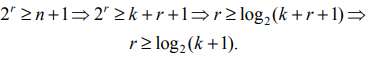 2^r ≥ n + 1 ⇒ 2^r ≥ k + r + 1 ⇒ r ≥ log₂(k + r + 1) ⇒
r ≥ log₂(k + 1).